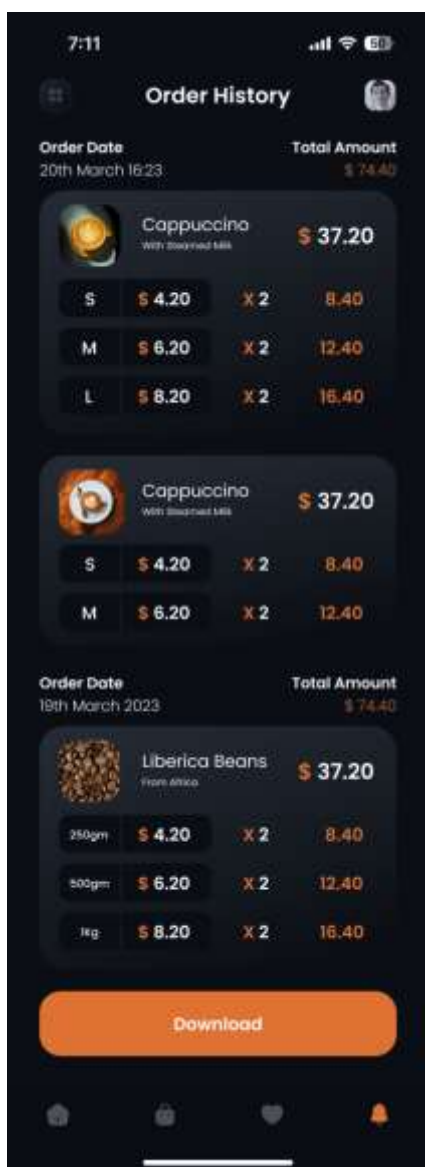 7:11
50
Order History
Order Date Total Amount
20th March 16:23 $ 74.40
Cappuccino $ 37.20
With Steamed Milk
S $ 4.20 X 2 8.40
M $ 6.20 X 2 12.40
L $ 8.20 X 2 16.40
Cappuccino $ 37.20
With Steamed Milk
S $ 4.20 X 2 8.40
M $ 6.20 X 2 12.40
Order Date Total Amount
19th March 2023 $ 74.40
Liberica Beans $ 37.20
From Africa
250gm $ 4.20 X 2 8.40
500gm $ 6.20 X 2 12.40
1kg $ 8.20 X 2 16.40
Download